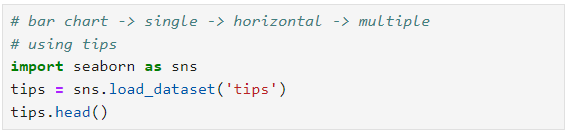 # bar chart -> single -> horizontal -> multiple
# using tips
import seaborn as sns
tips = sns.load_dataset('tips')
tips.head()